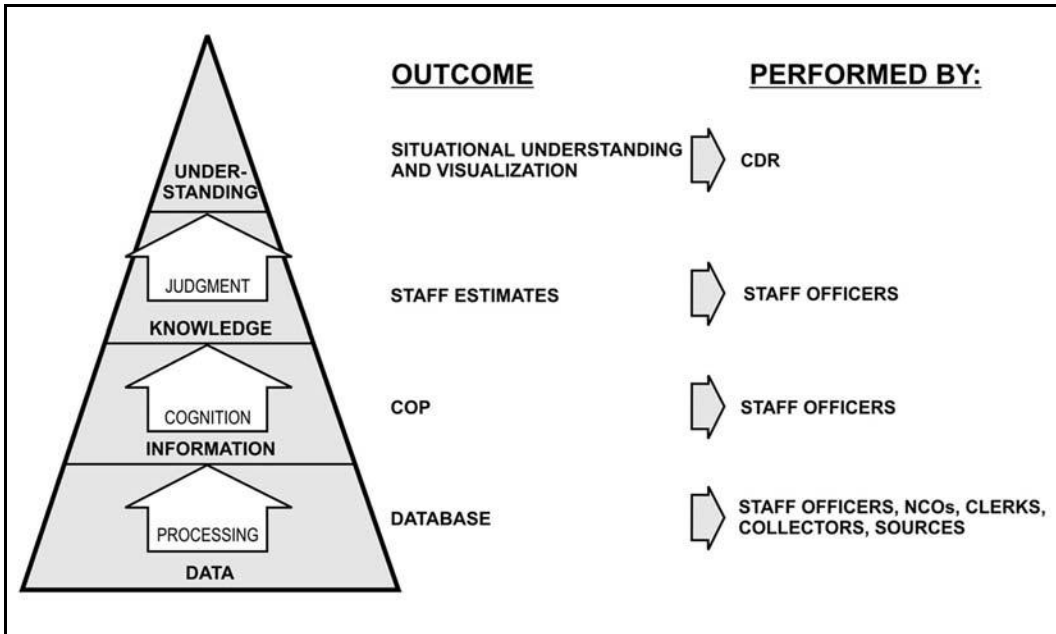 OUTCOME
PERFORMED BY:
UNDER-
STANDING
SITUATIONAL UNDERSTANDING
AND VISUALIZATION
CDR
JUDGMENT
KNOWLEDGE
STAFF ESTIMATES
STAFF OFFICERS
COGNITION
INFORMATION
COP
STAFF OFFICERS
PROCESSING
DATA
DATABASE
STAFF OFFICERS, NCOs, CLERKS,
COLLECTORS, SOURCES